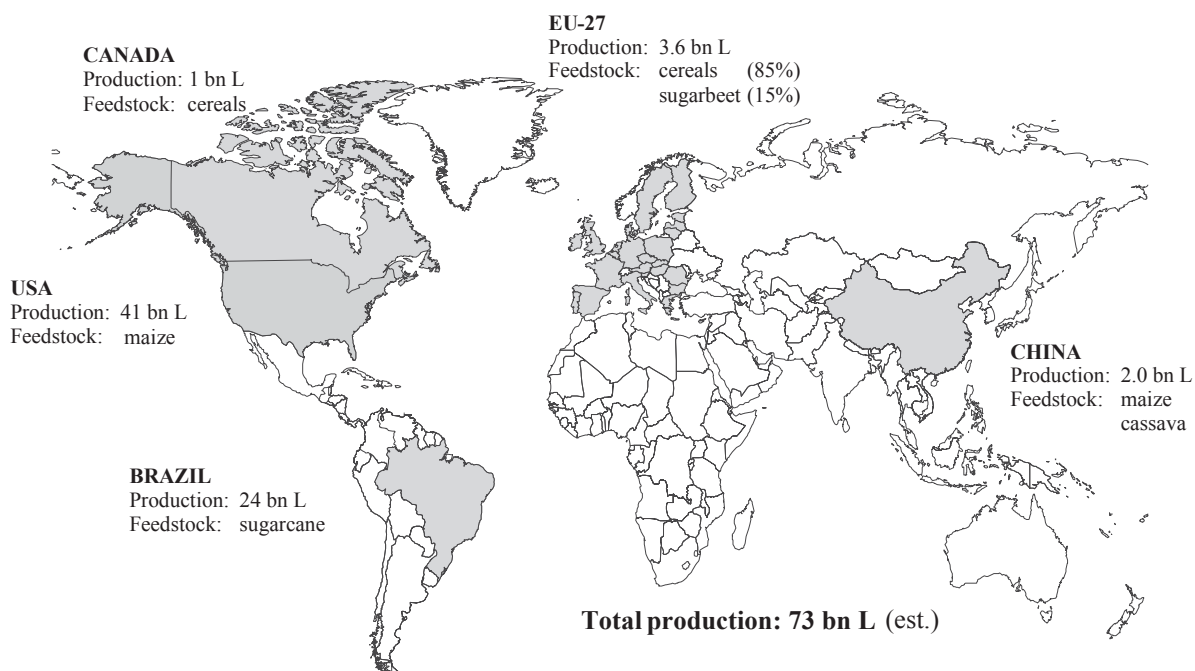 EU-27
Production: 3.6 bn L
Feedstock: cereals (85%)
sugarbeet (15%)
CANADA
Production: 1 bn L
Feedstock: cereals
USA
Production: 41 bn L
Feedstock: maize
CHINA
Production: 2.0 bn L
Feedstock: maize
cassava
BRAZIL
Production: 24 bn L
Feedstock: sugarcane
Total production: 73 bn L (est.)